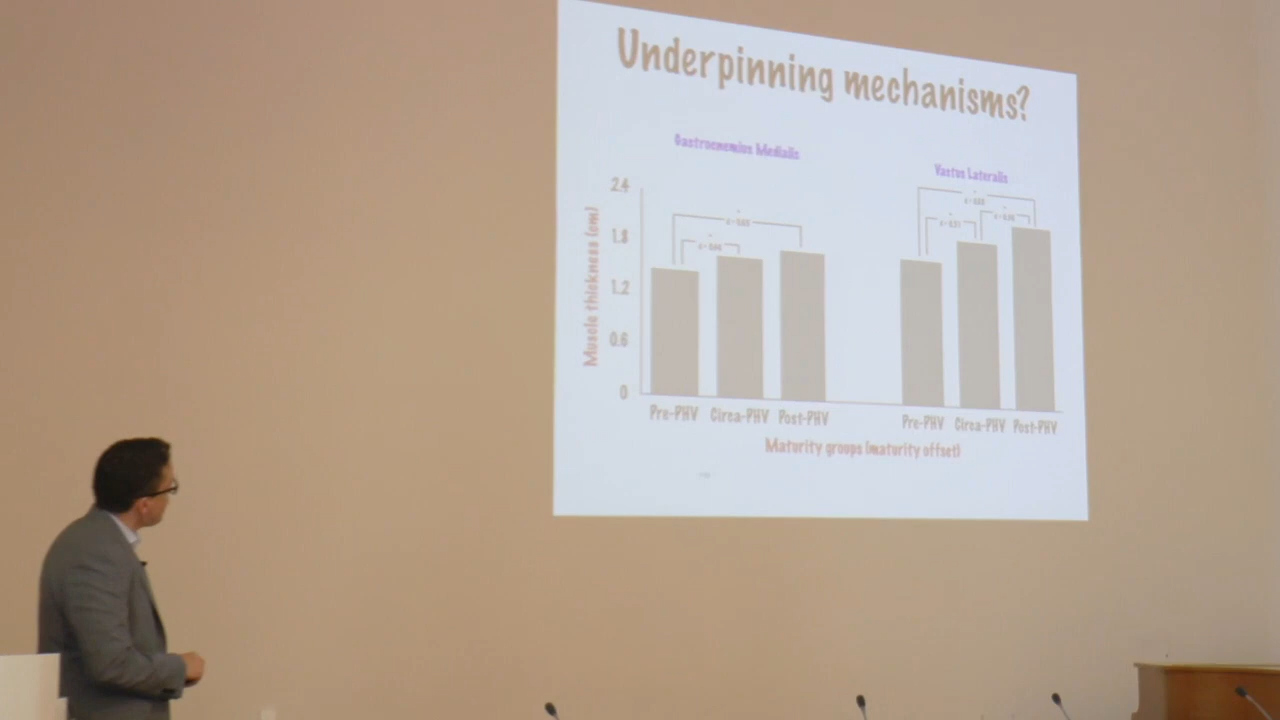 Underpinning mechanisms?
Gastrocnemius Medialis
Vastus Lateralis
Muscle thickness (cm)
2.4
1.8
1.2
0.6
0
Pre-PHV Circa-PHV Post-PHV
Pre-PHV Circa-PHV Post-PHV
Maturity groups (maturity offset)